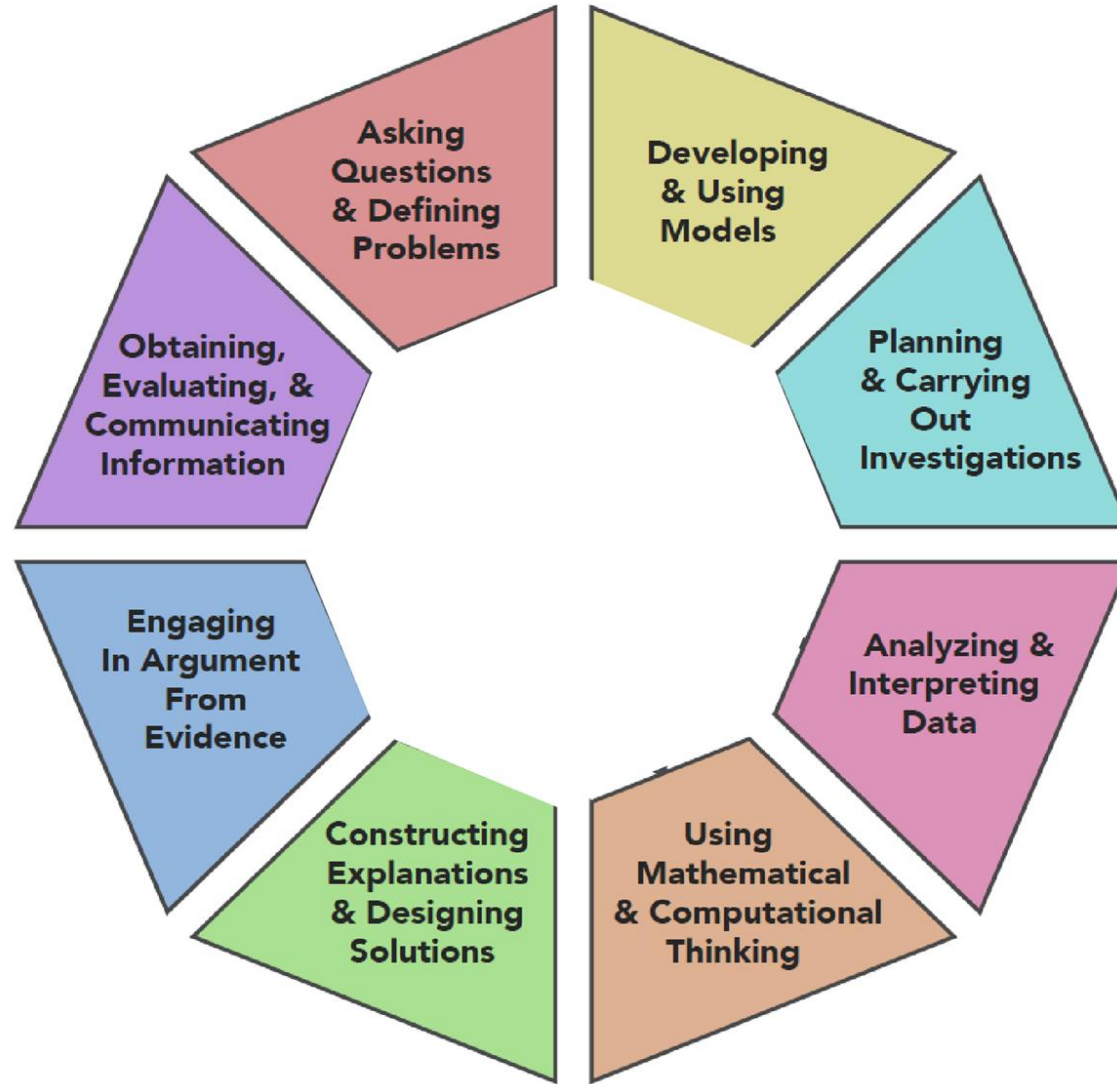 Asking
Questions
& Defining
Problems
Developing
& Using
Models
Planning
& Carrying
Out
Investigations
Analyzing &
Interpreting
Data
Using
Mathematical
& Computational
Thinking
Constructing
Explanations
& Designing
Solutions
Engaging
In Argument
From
Evidence
Obtaining,
Evaluating, &
Communicating
Information